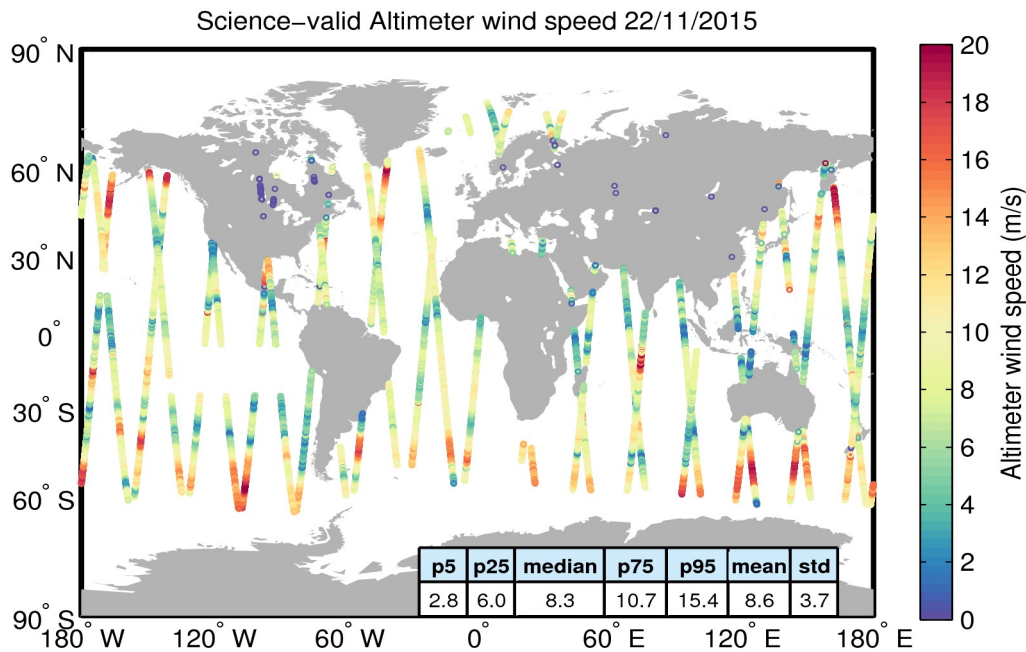 Science−valid Altimeter wind speed 22/11/2015
90° N
60° N
30° N
0°
30° S
60° S
90° S
180° W
120° W
60° W
0°
60° E
120° E
180° E
p5 p25 median p75 p95 mean std
2.8 6.0 8.3 10.7 15.4 8.6 3.7
20
18
16
14
12
10
8
6
4
2
0
Altimeter wind speed (m/s)